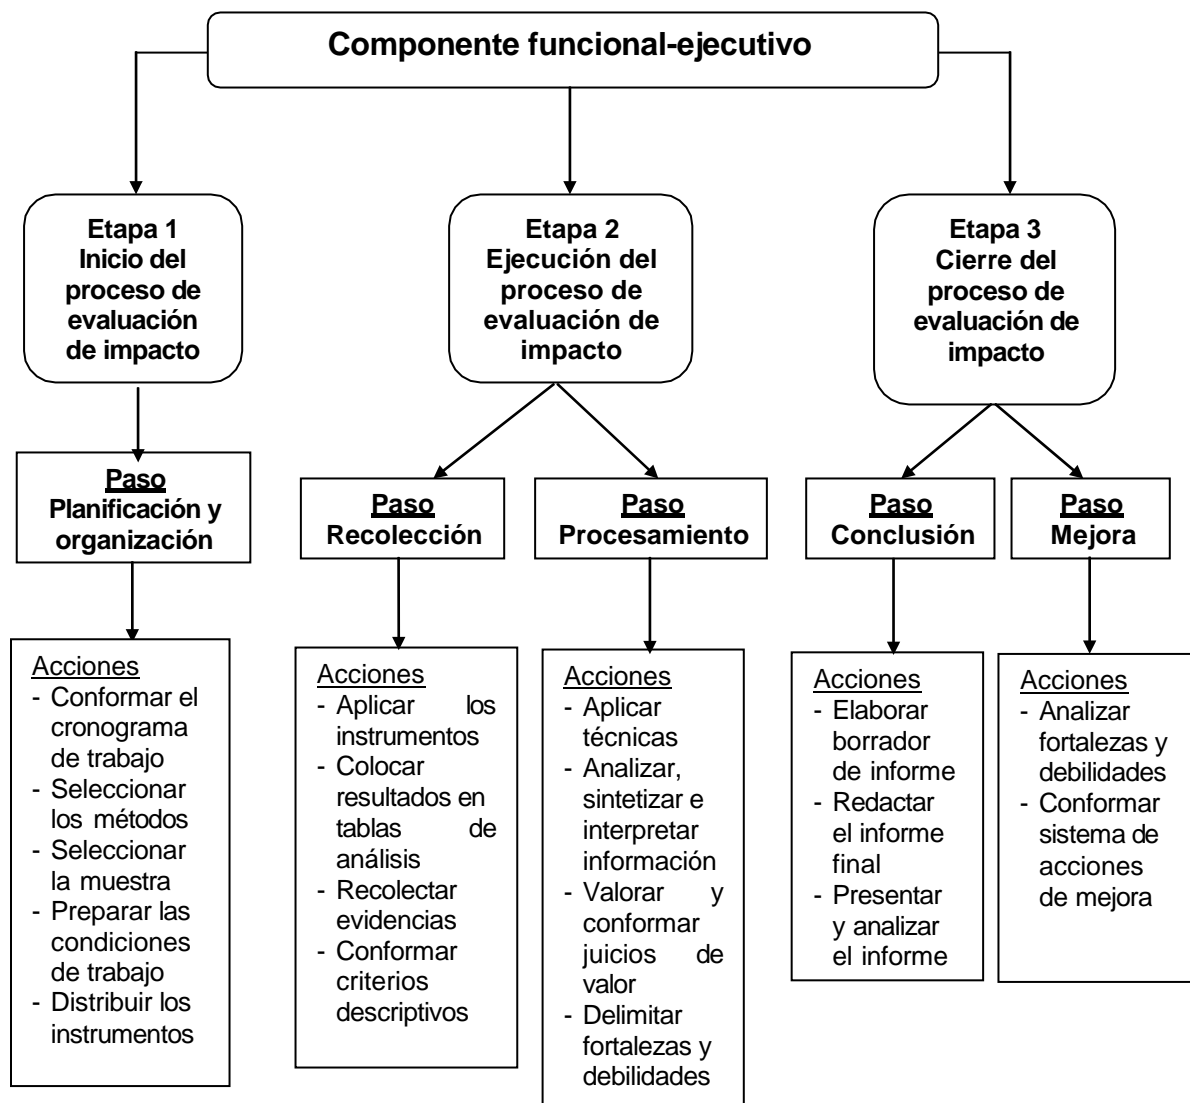 Componente funcional-ejecutivo
Etapa 1
Inicio del
proceso de
evaluación
de impacto
Etapa 2
Ejecución del
proceso de
evaluación de
impacto
Etapa 3
Cierre del
proceso de
evaluación de
impacto
Paso
Planificación y
organización
Paso
Recolección
Paso
Procesamiento
Paso
Conclusión
Paso
Mejora
Acciones
- Conformar el
cronograma
de trabajo
- Seleccionar
los métodos
- Seleccionar
la muestra
- Preparar las
condiciones
de trabajo
- Distribuir los
instrumentos
Acciones
- Aplicar los
instrumentos
- Colocar
resultados en
tablas de
análisis
- Recolectar
evidencias
- Conformar
criterios
descriptivos
Acciones
- Aplicar
técnicas
- Analizar,
sintetizar e
interpretar
información
- Valorar y
conformar
juicios de
valor
- Delimitar
fortalezas y
debilidades
Acciones
- Elaborar
borrador
de informe
- Redactar
el informe
final
- Presentar
y analizar
el informe
Acciones
- Analizar
fortalezas y
debilidades
- Conformar
sistema de
acciones
de mejora